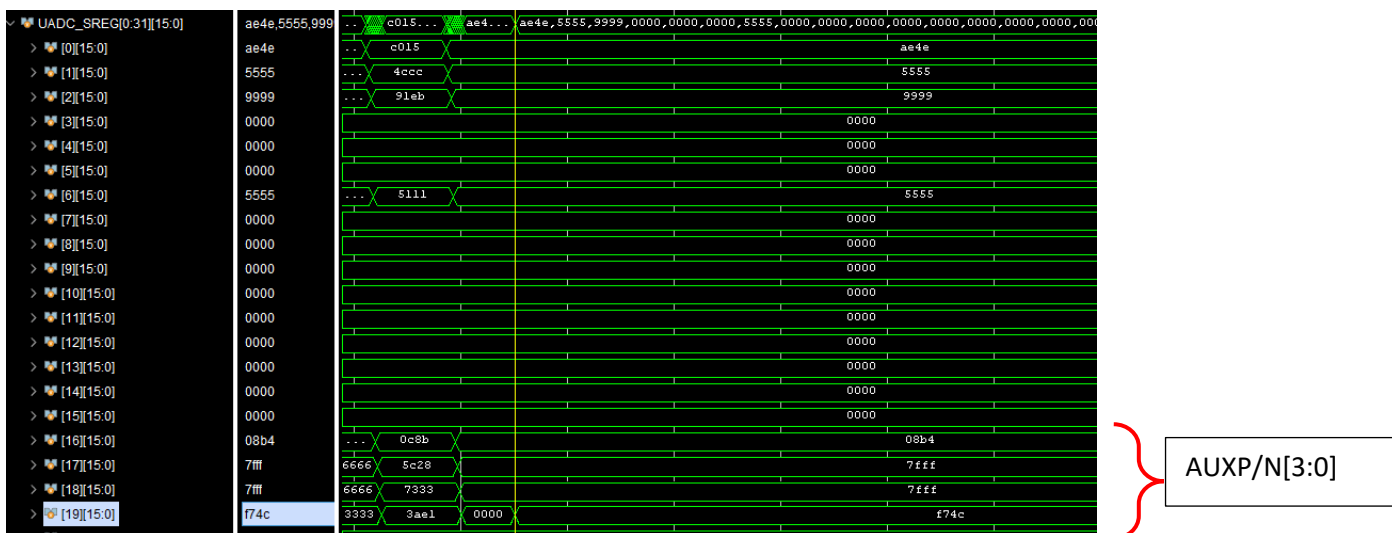 UADC_SREG[0:31][15:0] ae4e,5555,999 ... c015... ae4... ae4e,5555,9999,0000,0000,0000,5555,0000,0000,0000,0000,0000,0000,0000,0000,000
[0][15:0] ae4e ... c015 ae4e
[1][15:0] 5555 ... 4ccc 5555
[2][15:0] 9999 ... 91eb 9999
[3][15:0] 0000 0000
[4][15:0] 0000 0000
[5][15:0] 0000 0000
[6][15:0] 5555 ... 5111 5555
[7][15:0] 0000 0000
[8][15:0] 0000 0000
[9][15:0] 0000 0000
[10][15:0] 0000 0000
[11][15:0] 0000 0000
[12][15:0] 0000 0000
[13][15:0] 0000 0000
[14][15:0] 0000 0000
[15][15:0] 0000 0000
[16][15:0] 08b4 ... 0c8b 08b4
[17][15:0] 7fff 6666 5c28 7fff
[18][15:0] 7fff 6666 7333 7fff
[19][15:0] f74c 3333 3ae1 0000 f74c
AUXP/N[3:0]